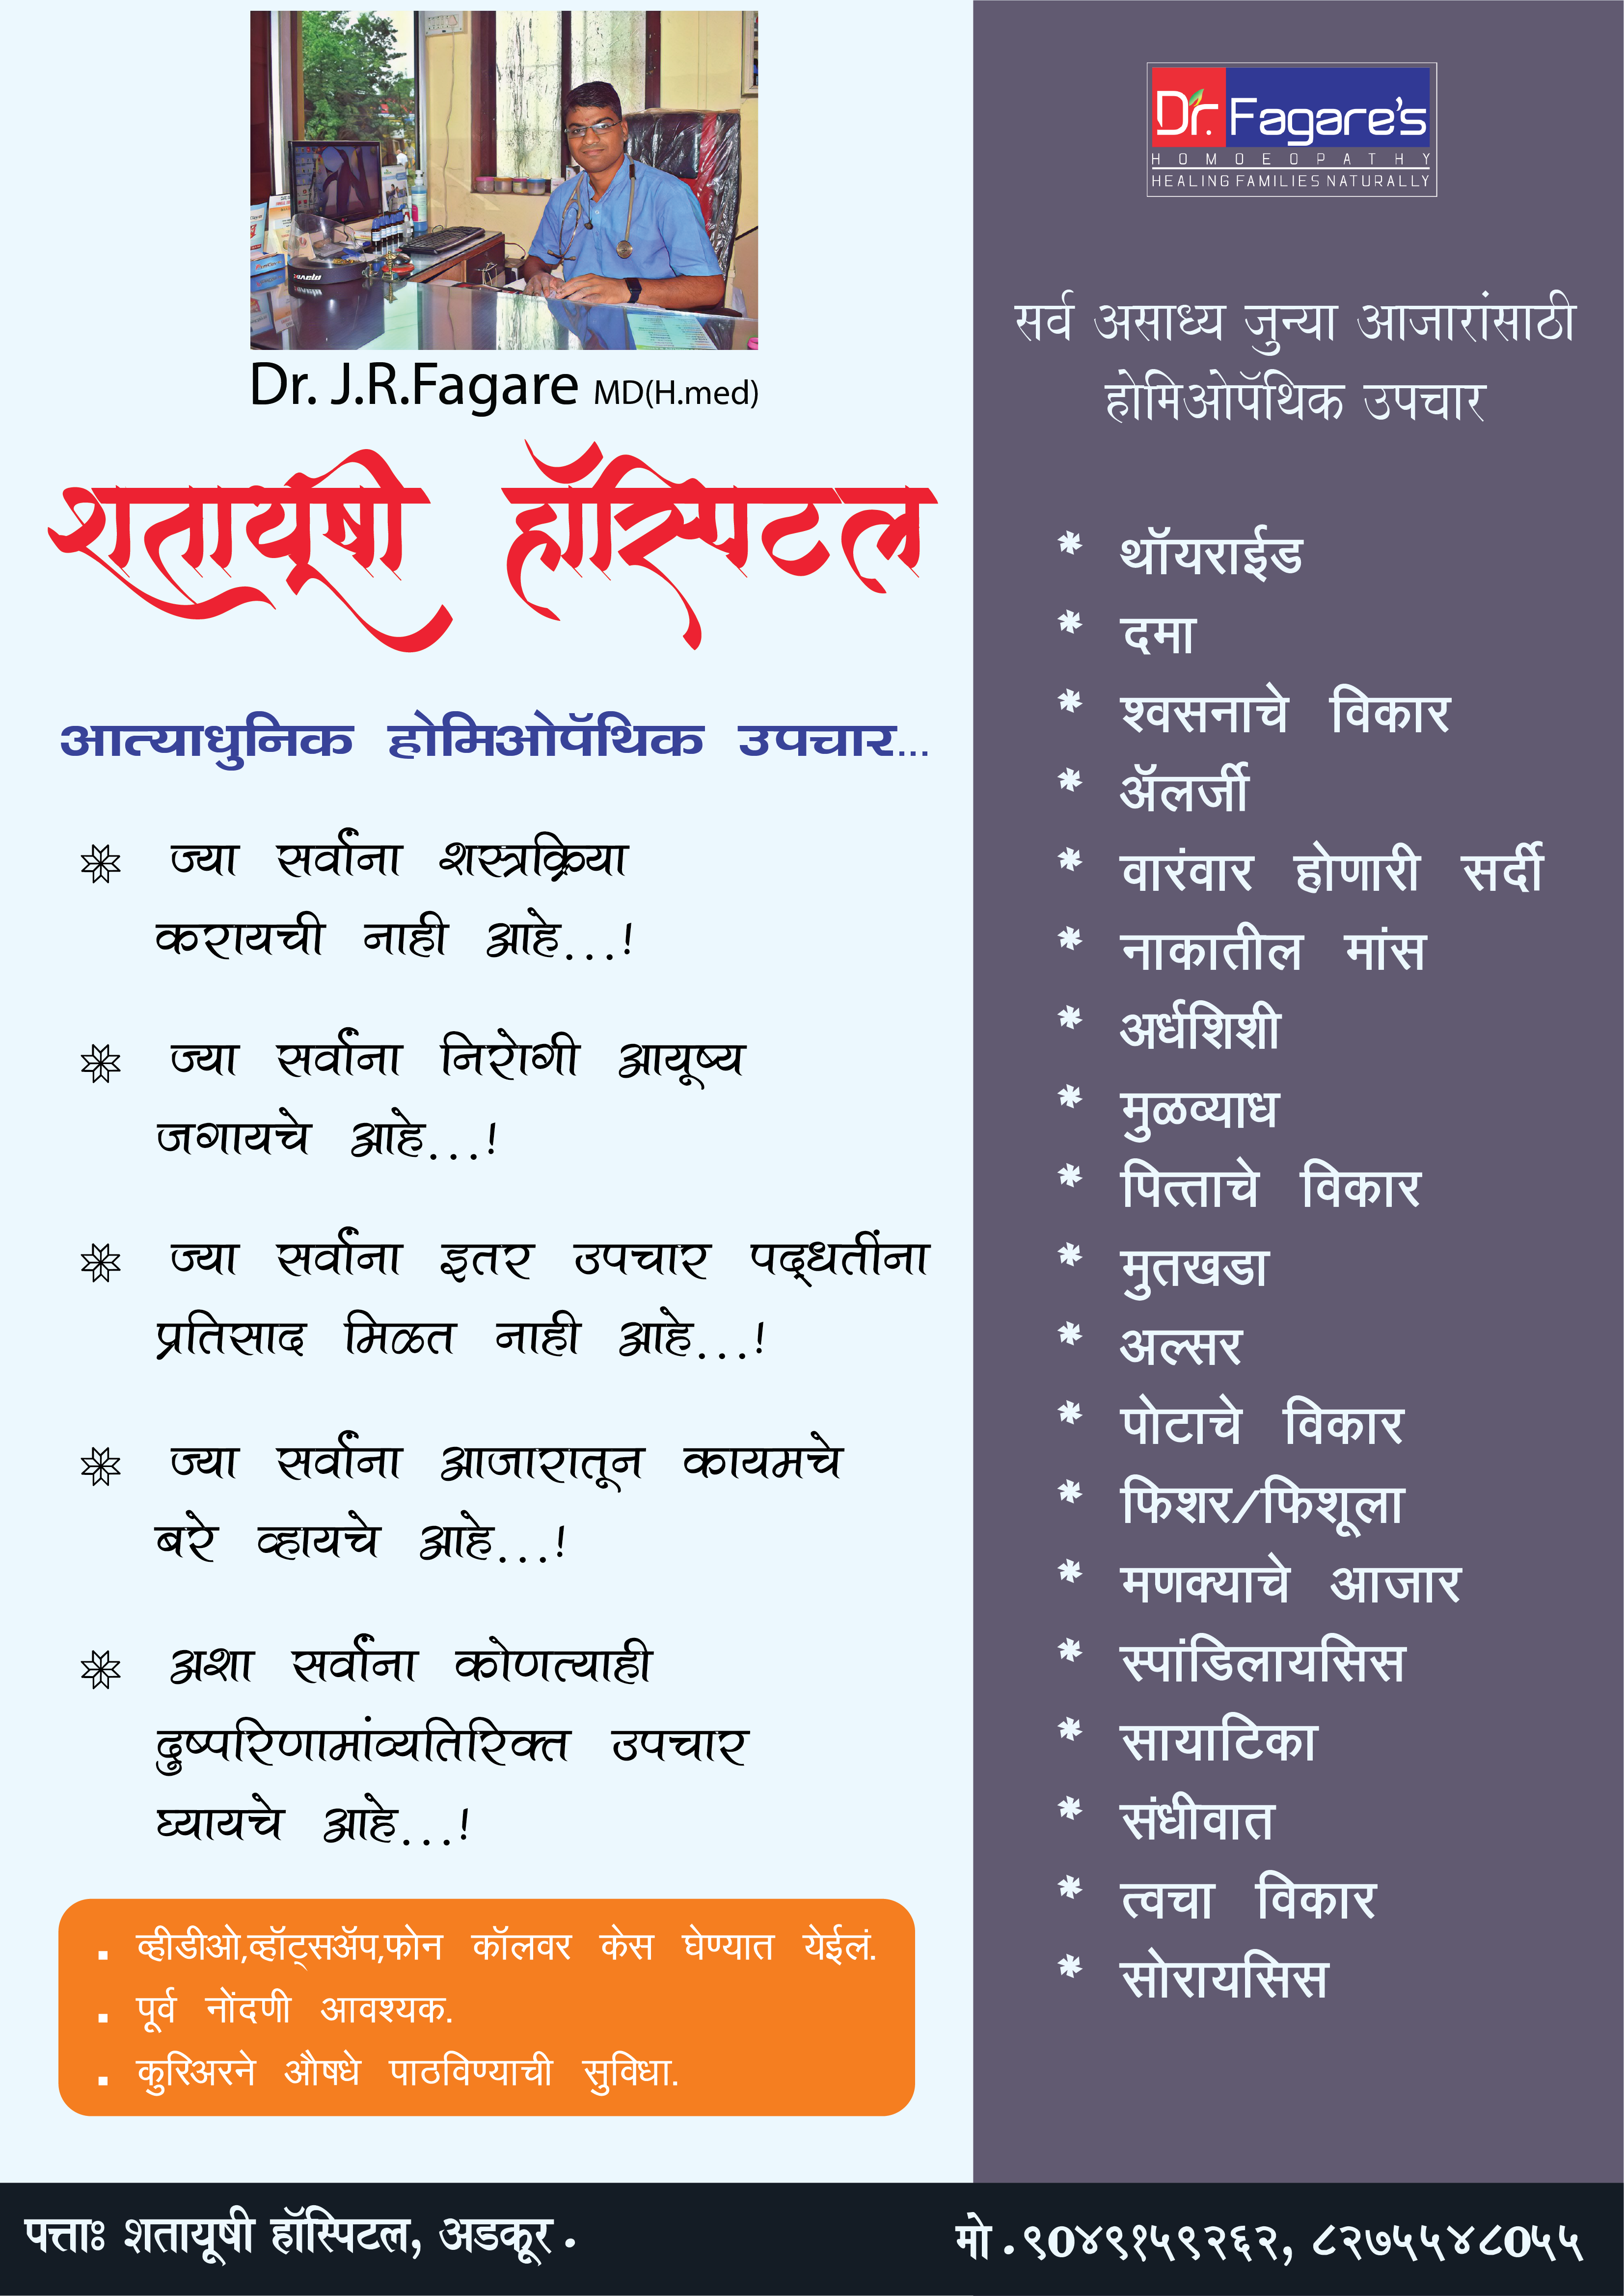 Dr. J.R.Fagare MD(H.med)
शतायूषी हॉस्पिटल
आत्याधुनिक होमिओपॅथिक उपचार...
ज्या सर्वांना शस्त्रक्रिया
करायची नाही आहे...!
ज्या सर्वांना निरोगी आयूष्य
जगायचे आहे...!
ज्या सर्वांना इतर उपचार पद्धतींना
प्रतिसाद मिळत नाही आहे...!
ज्या सर्वांना आजारातून कायमचे
बरे व्हायचे आहे...!
अशा सर्वांना कोणत्याही
दुष्परिणामांव्यतिरिक्त उपचार
घ्यायचे आहे...!
▪ व्हीडीओ,व्हॉट्सॲप,फोन कॉलवर केस घेण्यात येईलं.
▪ पूर्व नोंदणी आवश्यक.
▪ कुरिअरने औषधे पाठविण्याची सुविधा.
Dr. Fagare's
HOMOEOPATHY
HEALING FAMILIES NATURALLY
सर्व असाध्य जुन्या आजारांसाठी
होमिओपॅथिक उपचार
* थॉयराईड
* दमा
* श्वसनाचे विकार
* ॲलर्जी
* वारंवार होणारी सर्दी
* नाकातील मांस
* अर्धशिशी
* मुळव्याध
* पित्ताचे विकार
* मुतखडा
* अल्सर
* पोटाचे विकार
* फिशर/फिशूला
* मणक्याचे आजार
* स्पांडिलायसिस
* सायाटिका
* संधीवात
* त्वचा विकार
* सोरायसिस
पत्ताः शतायूषी हॉस्पिटल, अडकूर .
मो .९०४९१५९२६२, ८२७५५४८०५५